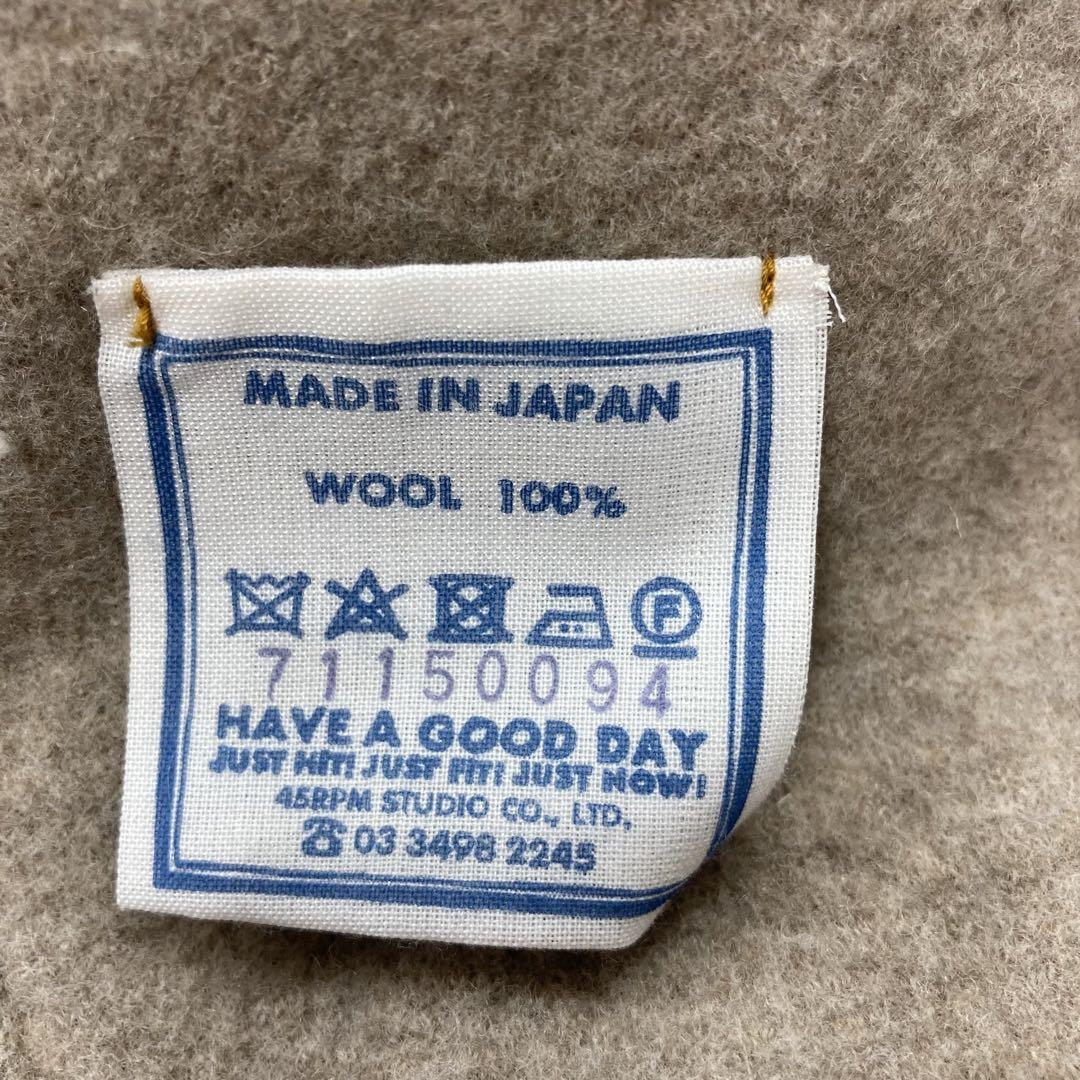 MADE IN JAPAN
WOOL 100%
F
71150094
HAVE A GOOD DAY
JUST HIT! JUST FIT! JUST NOW!
45RPM STUDIO CO., LTD.
☎ 03 3498 2245